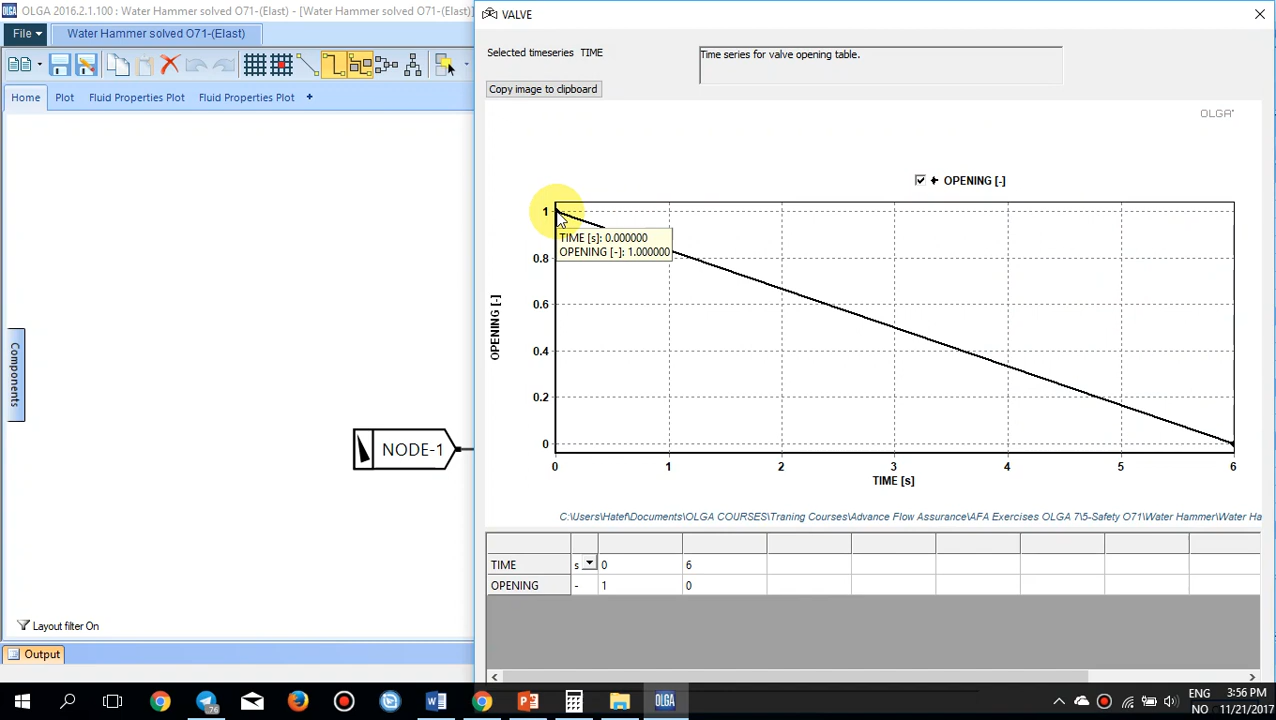 OLGA 2016.2.1.100 : Water Hammer solved O71-(Elast) - [Water Hammer solved O71-(Elast)]
VALVE
File
Water Hammer solved O71-(Elast)
Selected timeseries TIME
Time series for valve opening table.
Copy image to clipboard
Home
Plot
Fluid Properties Plot
Fluid Properties Plot
OLGA
OPENING [-]
1
0.8
0.6
0.4
0.2
0
TIME [s]: 0.000000
OPENING [-]: 1.000000
OPENING [-]
0 1 2 3 4 5 6
TIME [s]
Components
NODE-1
C:\Users\Hatef\Documents\OLGA COURSES\Traning Courses\Advance Flow Assurance\AFA Exercises OLGA 7\5-Safety O71\Water Hammer\Water Ha
TIME s 0 6
OPENING - 1 0
Layout filter On
Output
76
ENG
NO
3:56 PM
11/21/2017